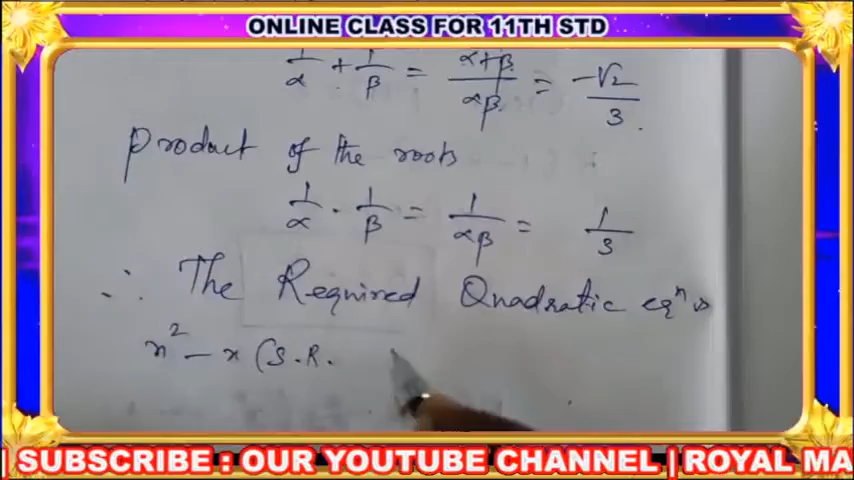 ONLINE CLASS FOR 11TH STD
1/α + 1/β = α+β/αβ = -√2/3.
product of the roots
1/α · 1/β = 1/αβ = 1/3
∴ The Required Quadratic eqⁿ is
x² - x (S.R.
| SUBSCRIBE : OUR YOUTUBE CHANNEL | ROYAL MA